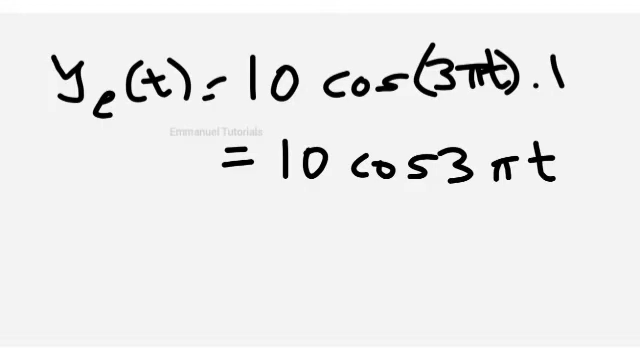 yₑ(t) = 10 cos(3πt) . 1
Emmanuel Tutorials
= 10 cos3πt